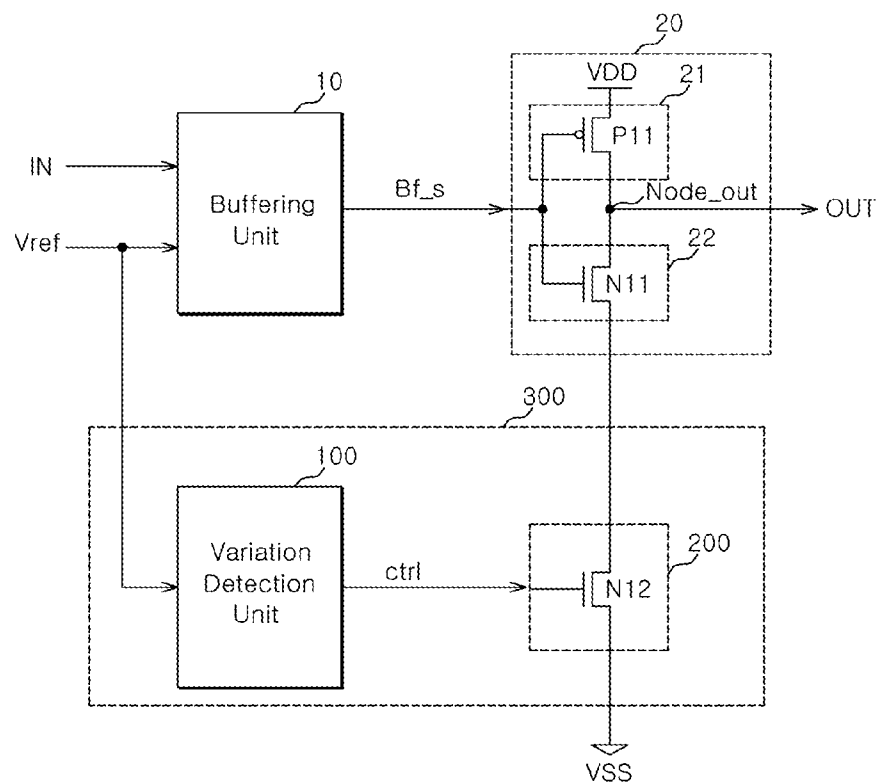 20
VDD
21
10
P11
IN
Buffering
Unit
Bf_s
Node_out
OUT
Vref
22
N11
300
100
Variation
Detection
Unit
ctrl
200
N12
VSS